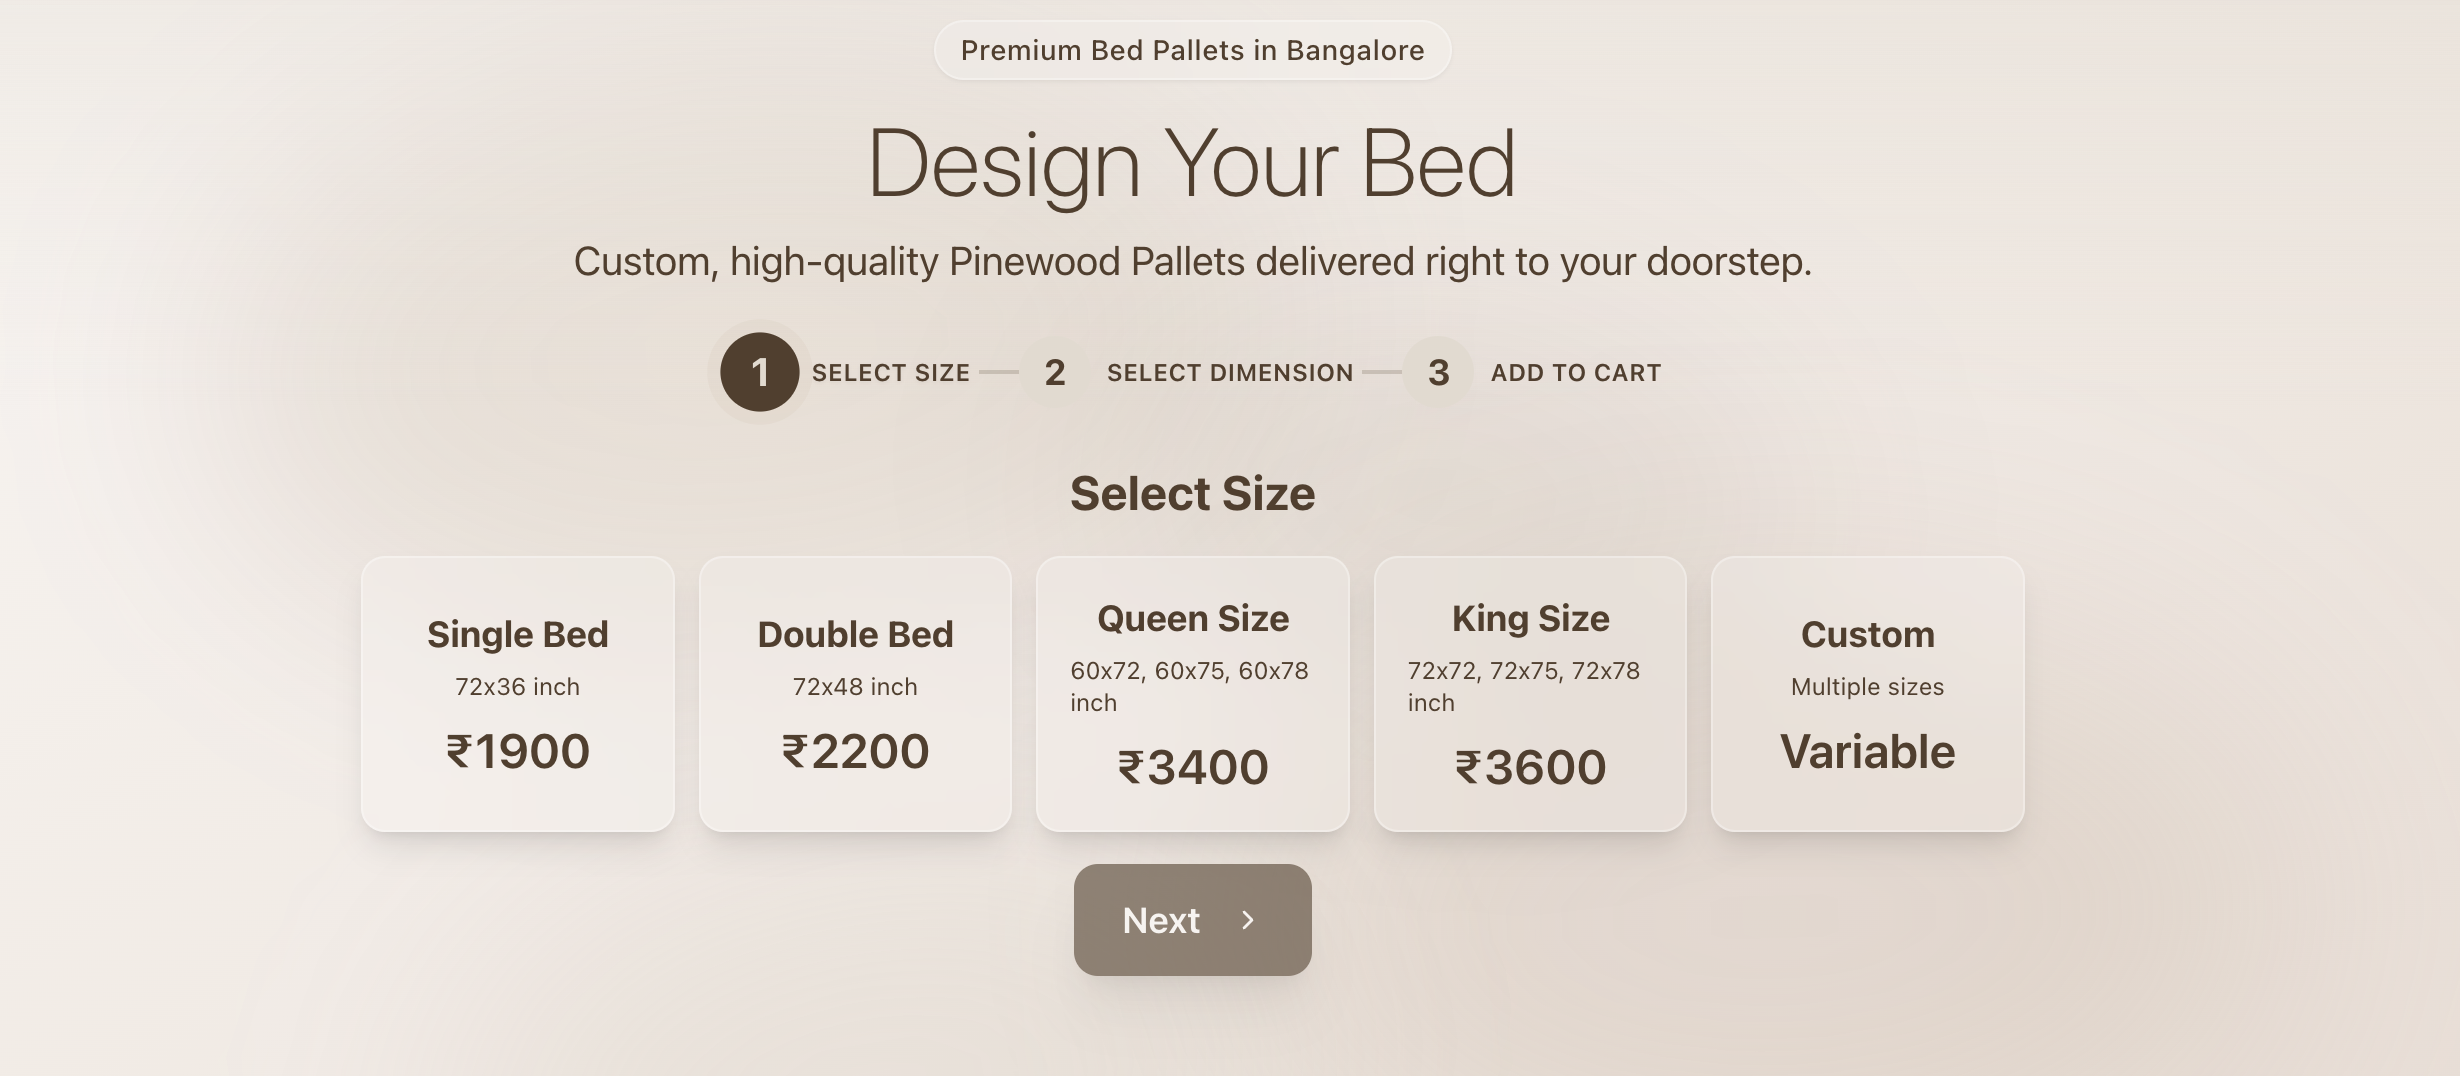 Premium Bed Pallets in Bangalore
Design Your Bed
Custom, high-quality Pinewood Pallets delivered right to your doorstep.
1 SELECT SIZE 2 SELECT DIMENSION 3 ADD TO CART
Select Size
Single Bed
72x36 inch
₹1900
Double Bed
72x48 inch
₹2200
Queen Size
60x72, 60x75, 60x78
inch
₹3400
King Size
72x72, 72x75, 72x78
inch
₹3600
Custom
Multiple sizes
Variable
Next